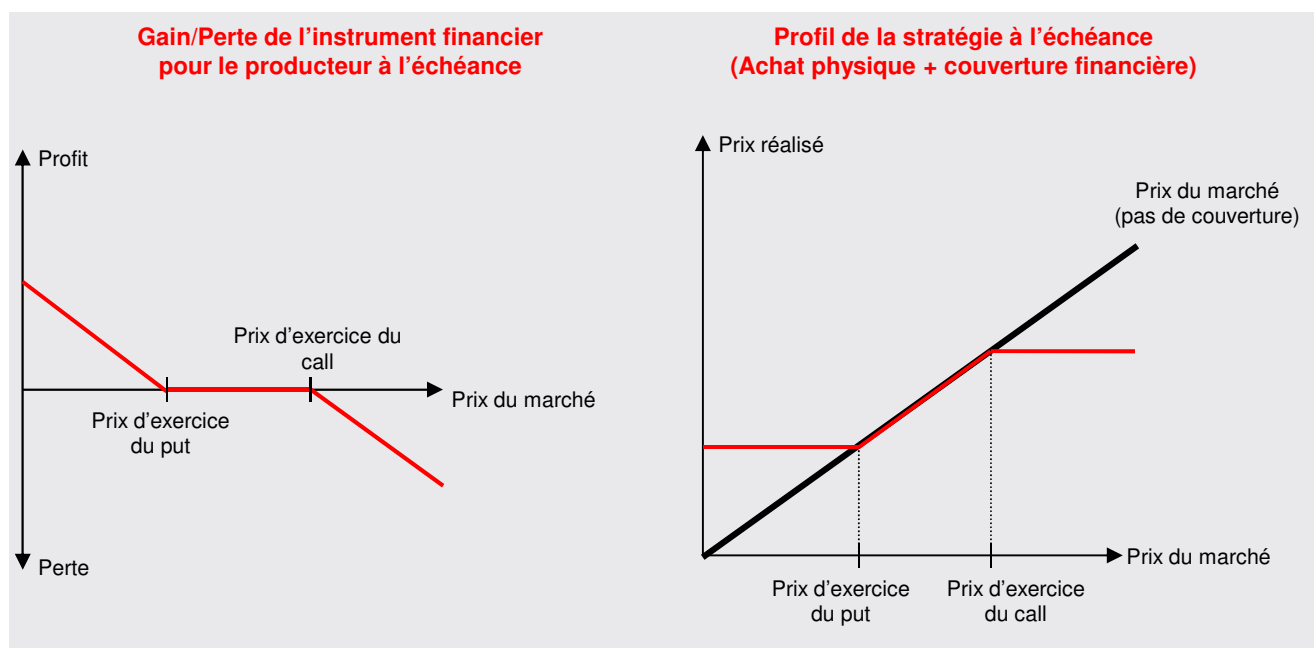 Gain/Perte de l’instrument financier
pour le producteur à l’échéance
Profit
Prix d’exercice du
call
Prix du marché
Prix d’exercice
du put
Perte
Profil de la stratégie à l’échéance
(Achat physique + couverture financière)
Prix réalisé
Prix du marché
(pas de couverture)
Prix du marché
Prix d’exercice
du put
Prix d’exercice
du call